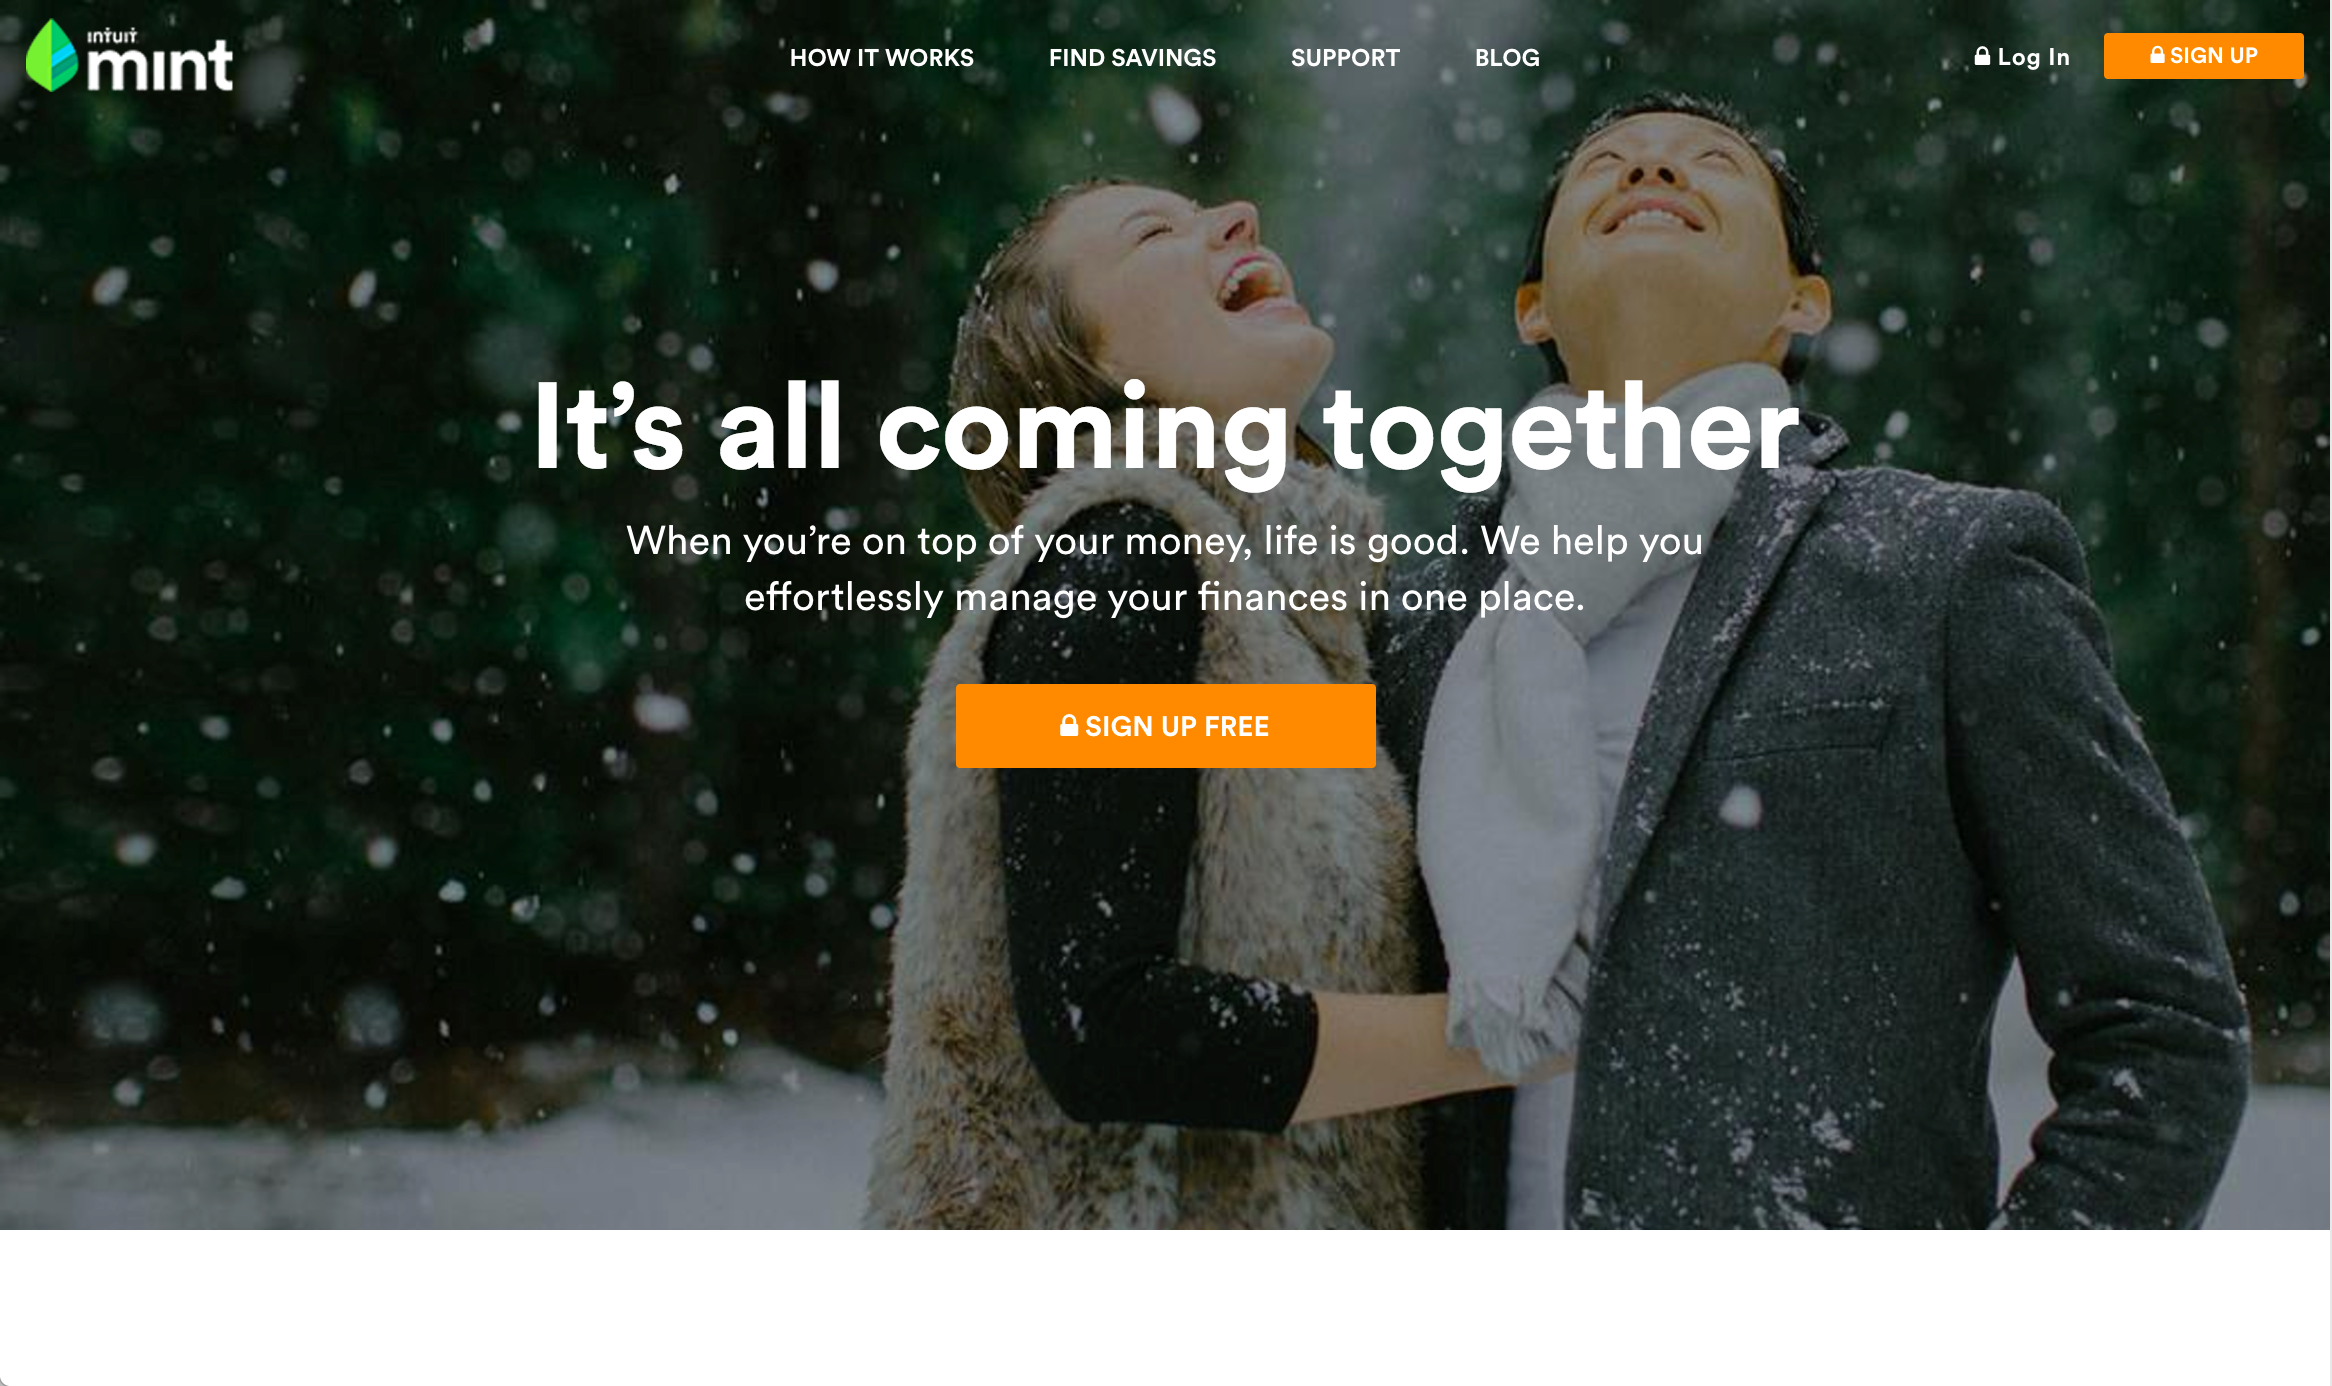 intuit
mint
HOW IT WORKS
FIND SAVINGS
SUPPORT
BLOG
Log In
SIGN UP
It’s all coming together
When you’re on top of your money, life is good. We help you
effortlessly manage your finances in one place.
SIGN UP FREE